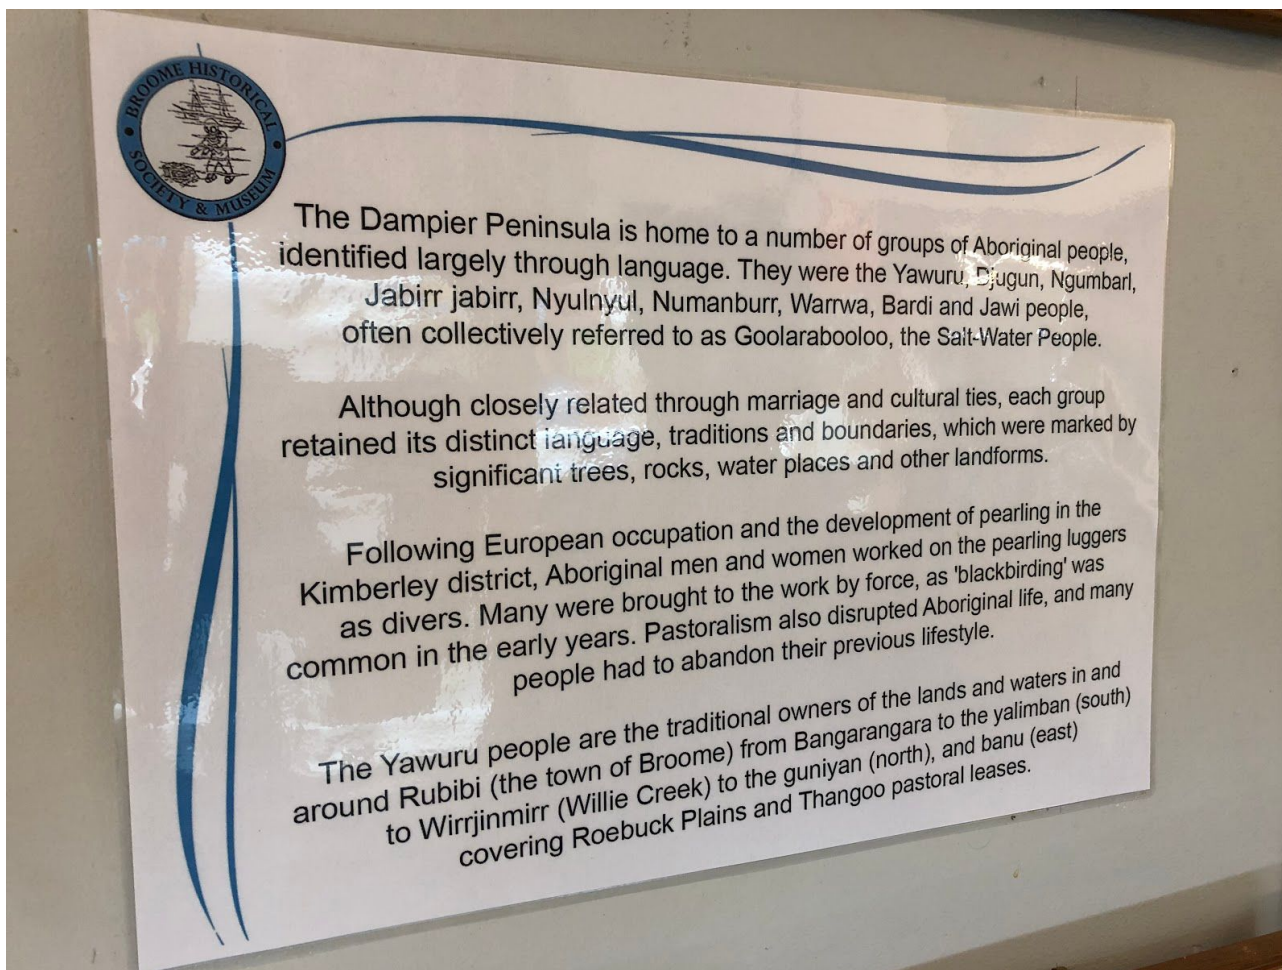 BROOME HISTORICAL
SOCIETY & MUSEUM
The Dampier Peninsula is home to a number of groups of Aboriginal people,
identified largely through language. They were the Yawuru, Djugun, Ngumbarl,
Jabirr jabirr, Nyulnyul, Numanburr, Warrwa, Bardi and Jawi people,
often collectively referred to as Goolarabooloo, the Salt-Water People.
Although closely related through marriage and cultural ties, each group
retained its distinct language, traditions and boundaries, which were marked by
significant trees, rocks, water places and other landforms.
Following European occupation and the development of pearling in the
Kimberley district, Aboriginal men and women worked on the pearling luggers
as divers. Many were brought to the work by force, as 'blackbirding' was
common in the early years. Pastoralism also disrupted Aboriginal life, and many
people had to abandon their previous lifestyle.
The Yawuru people are the traditional owners of the lands and waters in and
around Rubibi (the town of Broome) from Bangarangara to the yalimban (south)
to Wirrjinmirr (Willie Creek) to the guniyan (north), and banu (east)
covering Roebuck Plains and Thangoo pastoral leases.